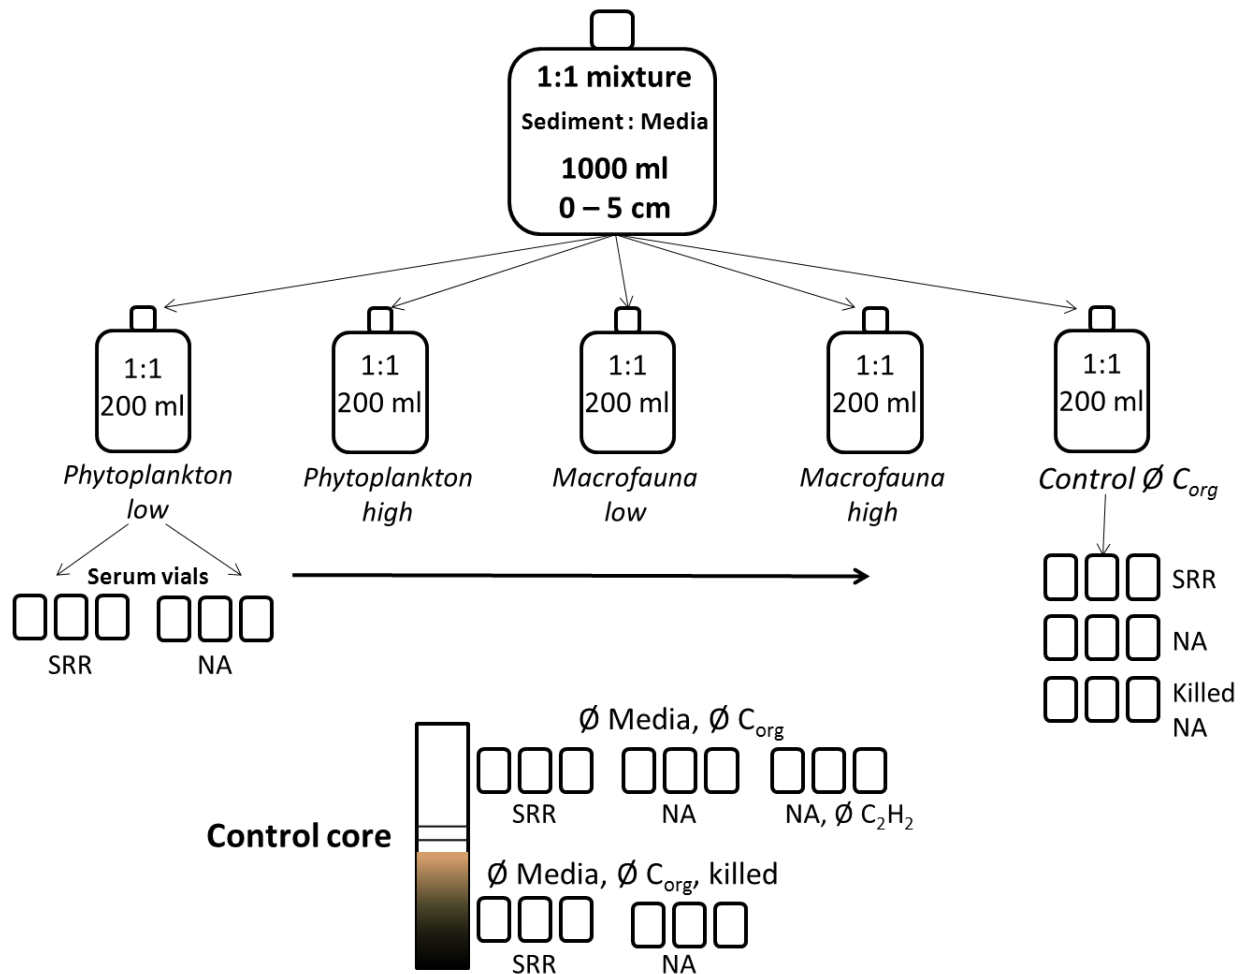 1:1 mixture
Sediment : Media
1000 ml
0 – 5 cm
1:1
200 ml
1:1
200 ml
1:1
200 ml
1:1
200 ml
1:1
200 ml
Phytoplankton
low
Phytoplankton
high
Macrofauna
low
Macrofauna
high
Control Ø Corg
Serum vials
SRR
NA
SRR
NA
Killed
NA
Control core
Ø Media, Ø Corg
SRR
NA
NA, Ø C2H2
Ø Media, Ø Corg, killed
SRR
NA